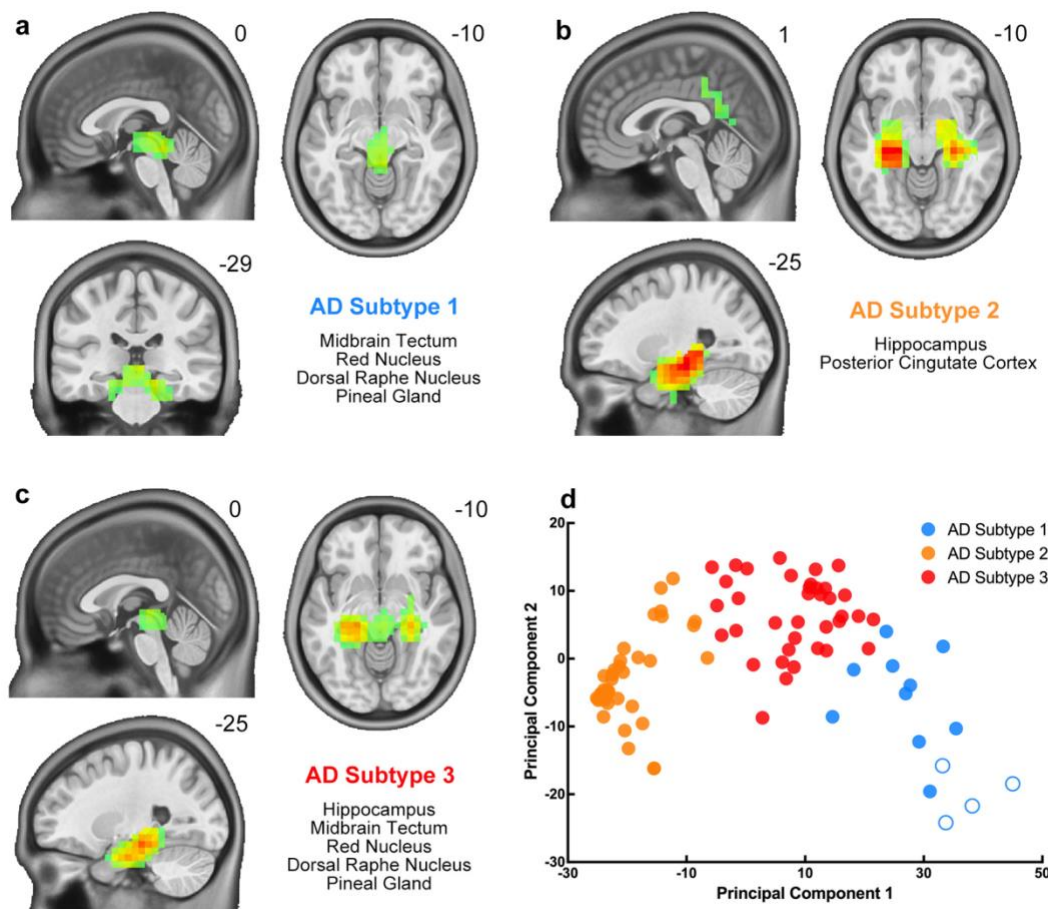 a
0
-10
-29
AD Subtype 1
Midbrain Tectum
Red Nucleus
Dorsal Raphe Nucleus
Pineal Gland
b
1
-10
-25
AD Subtype 2
Hippocampus
Posterior Cingutate Cortex
c
0
-10
-25
AD Subtype 3
Hippocampus
Midbrain Tectum
Red Nucleus
Dorsal Raphe Nucleus
Pineal Gland
d
AD Subtype 1
AD Subtype 2
AD Subtype 3
Principal Component 2
20
10
0
-10
-20
-30
-30
-10
10
30
50
Principal Component 1